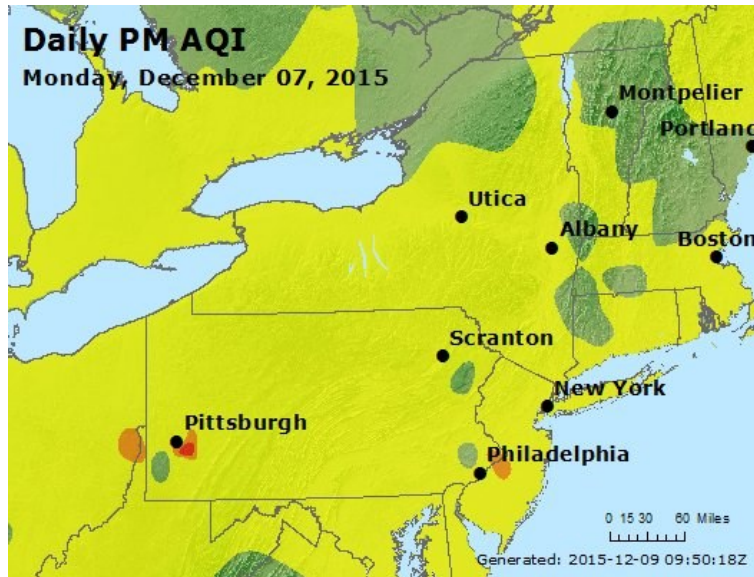 Daily PM AQI
Monday, December 07, 2015
Montpelier
Portland
Utica
Albany
Boston
Scranton
New York
Pittsburgh
Philadelphia
0 15 30 60 Miles
Generated: 2015-12-09 09:50:18Z